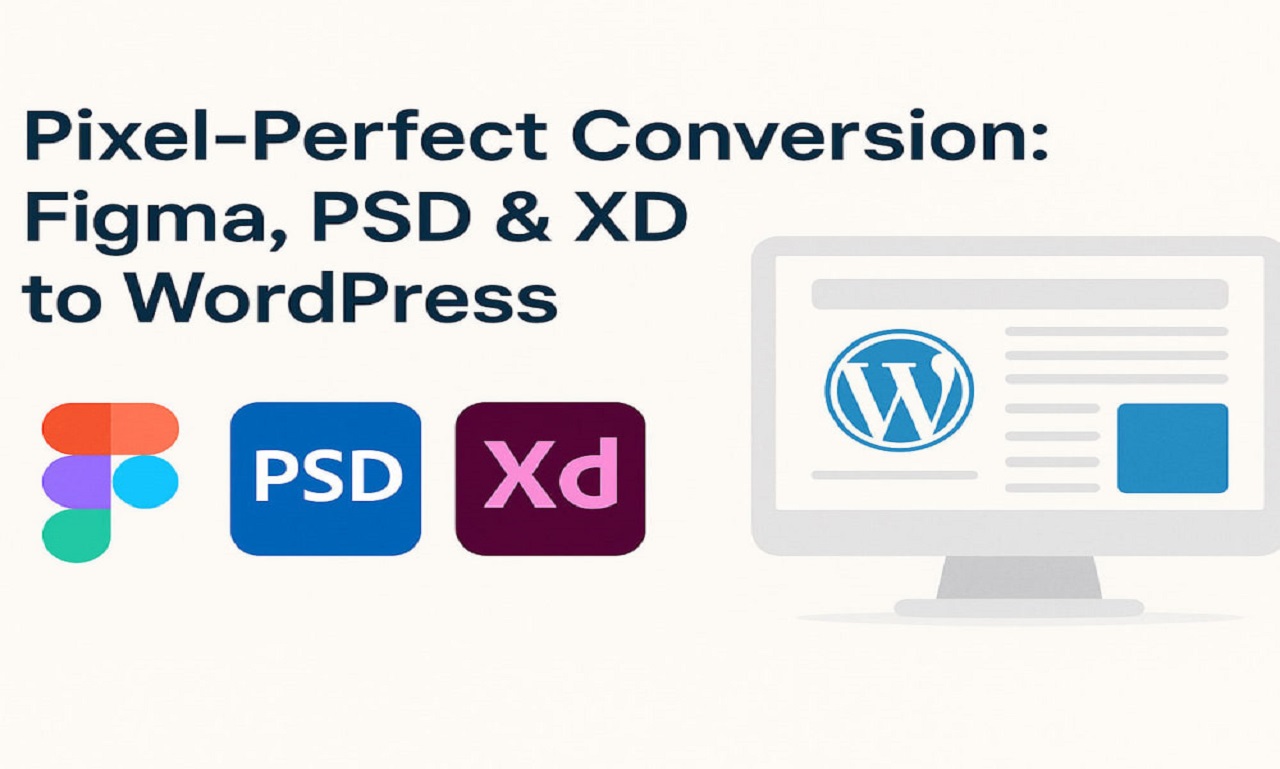 Pixel-Perfect Conversion:
Figma, PSD & XD
to WordPress
PSD
Xd
W